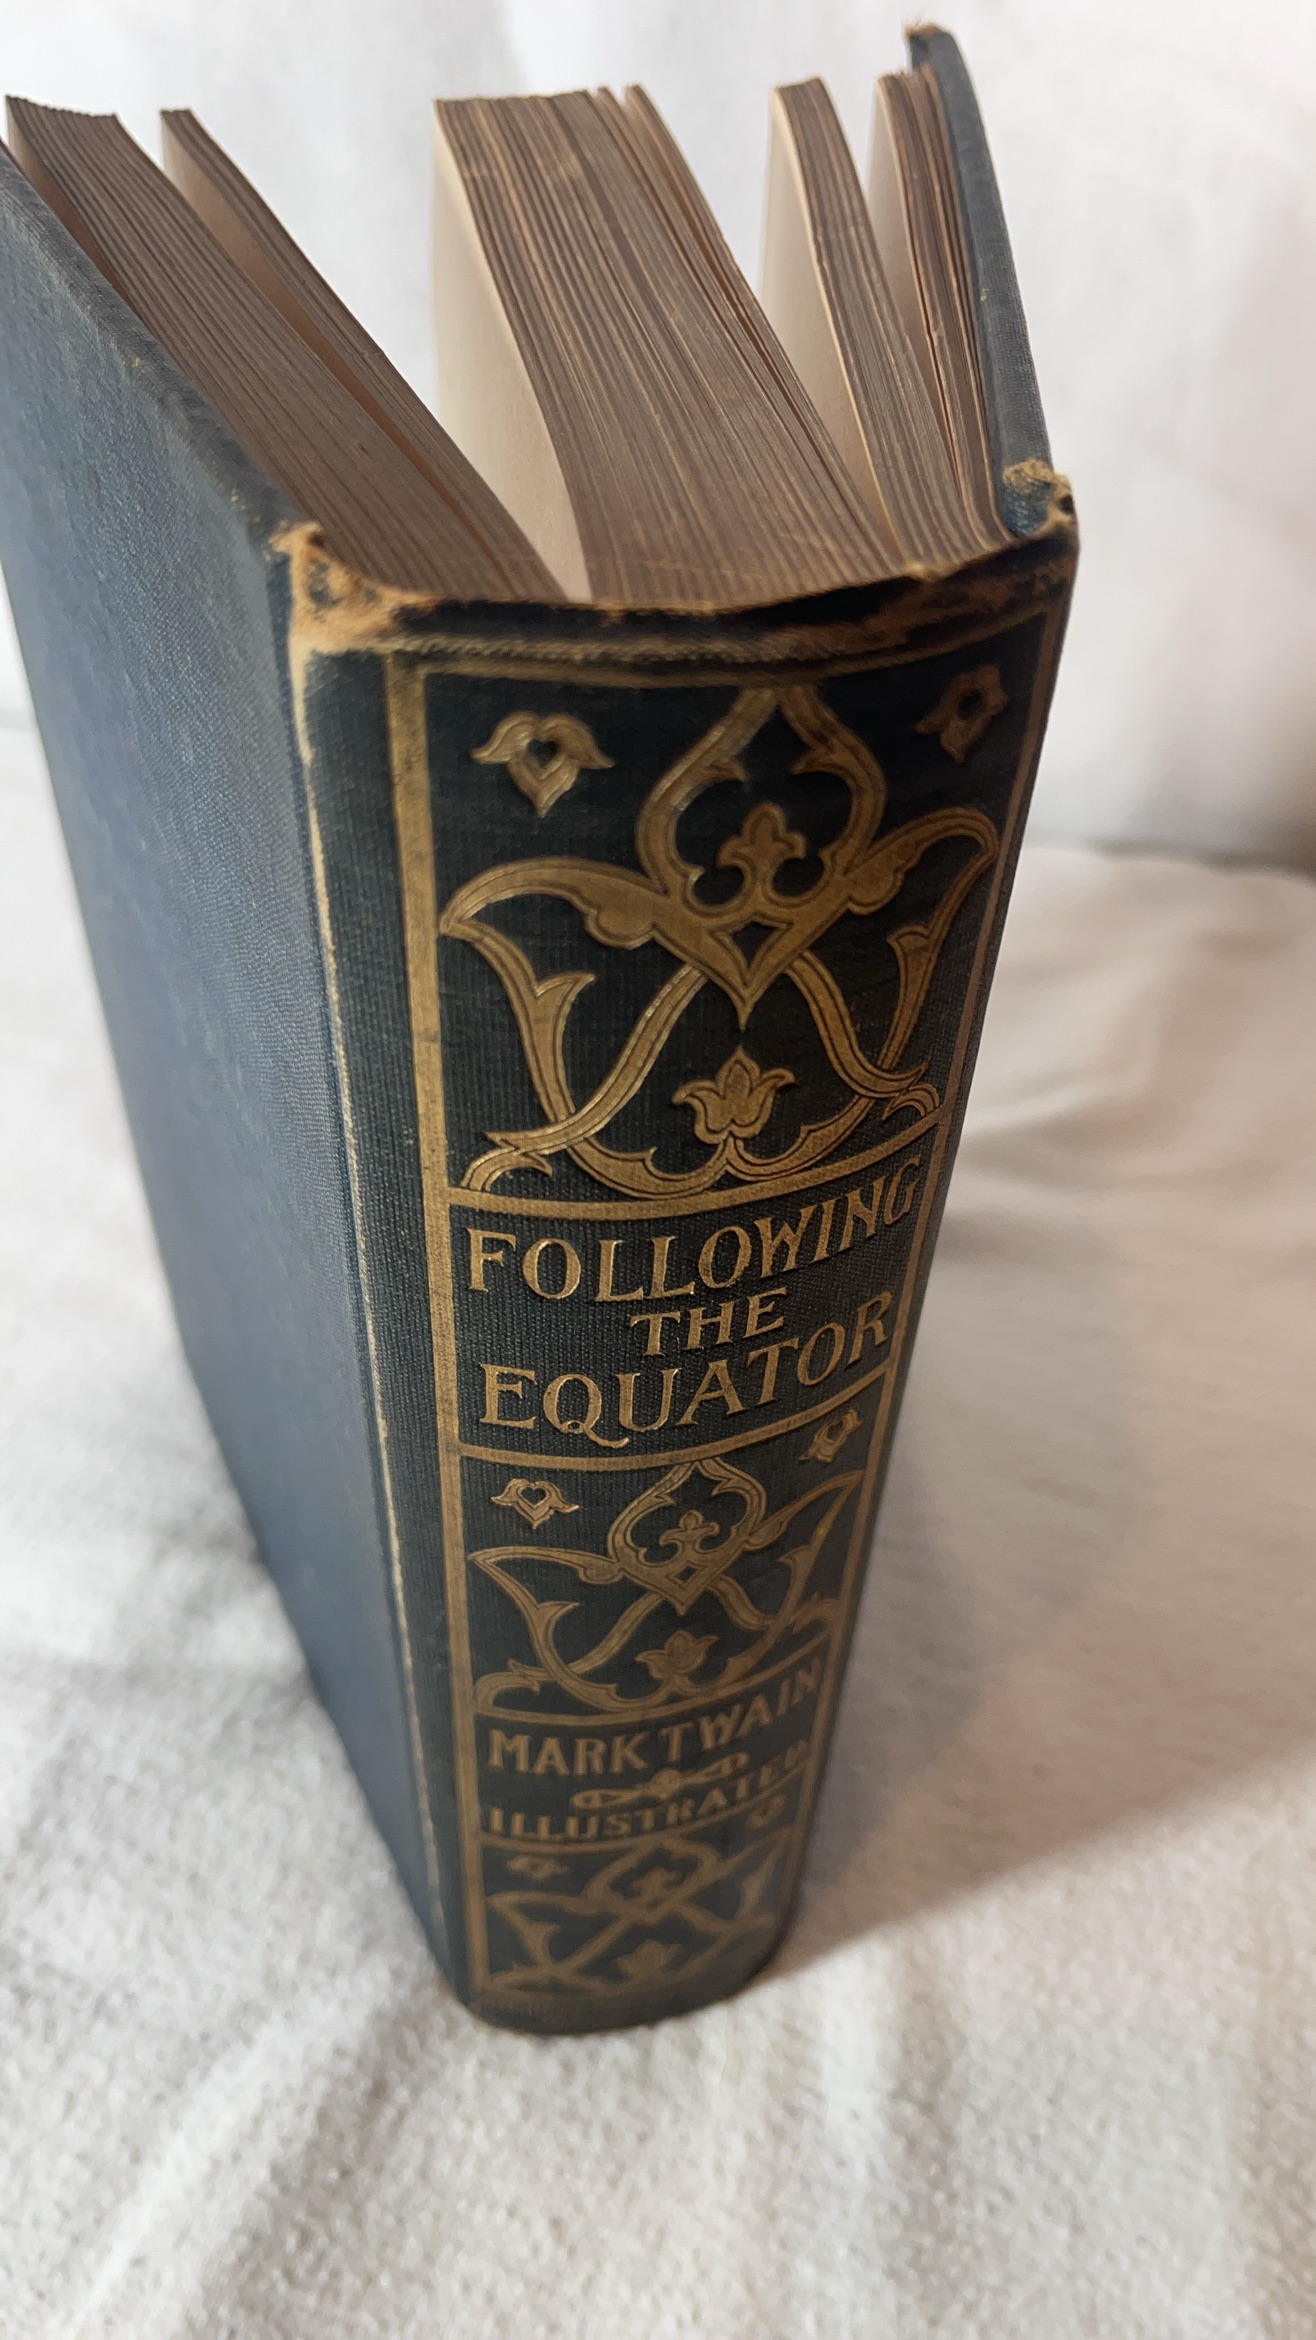 FOLLOWING
THE
EQUATOR
MARK TWAIN
ILLUSTRATED